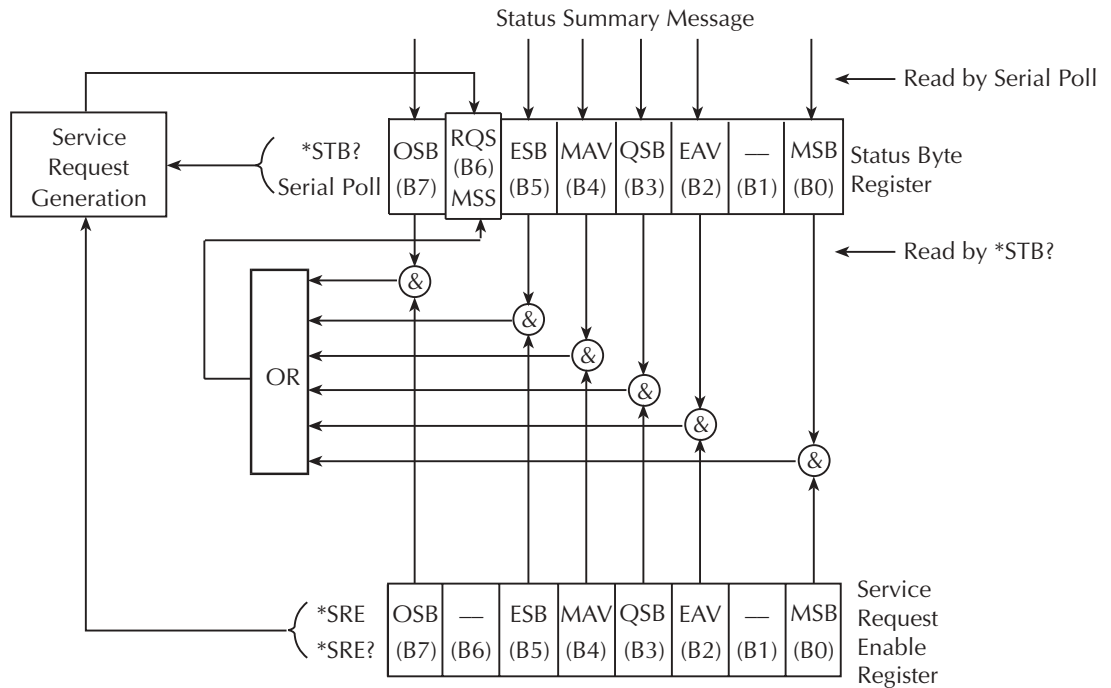 Status Summary Message
Read by Serial Poll
Service
Request
Generation
*STB?
Serial Poll
OSB
(B7)
RQS
(B6)
MSS
ESB
(B5)
MAV
(B4)
QSB
(B3)
EAV
(B2)
—
(B1)
MSB
(B0)
Status Byte
Register
Read by *STB?
&
&
&
&
&
&
OR
*SRE
*SRE?
OSB
(B7)
—
(B6)
ESB
(B5)
MAV
(B4)
QSB
(B3)
EAV
(B2)
—
(B1)
MSB
(B0)
Service
Request
Enable
Register